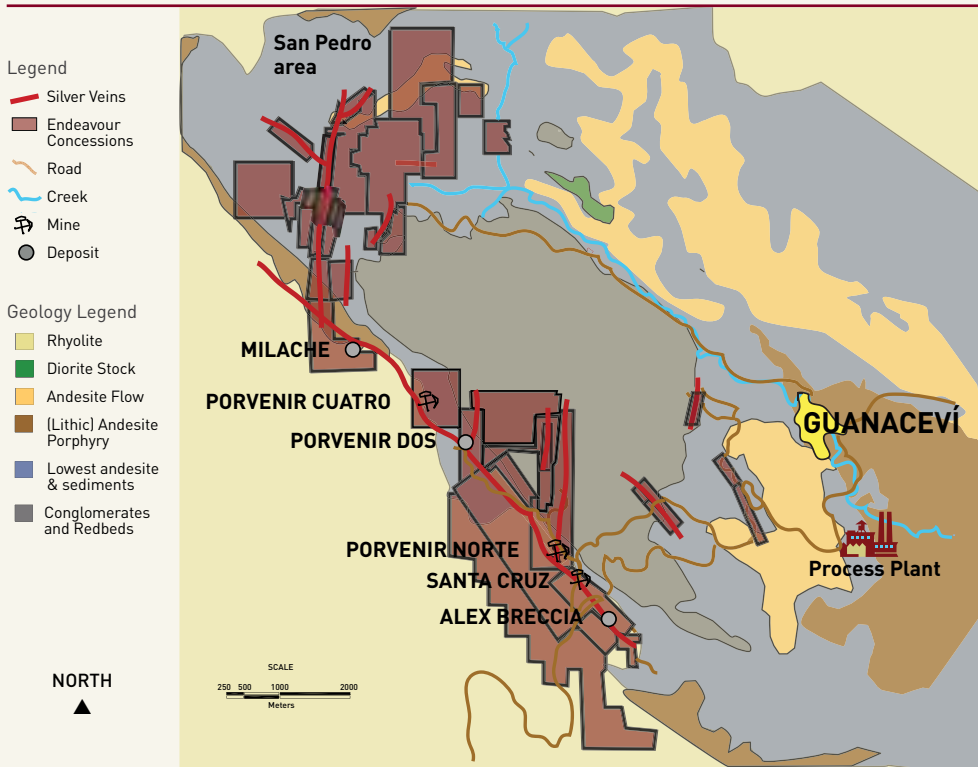 Legend
Silver Veins
Endeavour
Concessions
Road
Creek
Mine
Deposit
Geology Legend
Rhyolite
Diorite Stock
Andesite Flow
(Lithic) Andesite
Porphyry
Lowest andesite
& sediments
Conglomerates
and Redbeds
NORTH
San Pedro
area
MILACHE
PORVENIR CUATRO
PORVENIR DOS
PORVENIR NORTE
SANTA CRUZ
ALEX BRECCIA
GUANACEVÍ
Process Plant
SCALE
250 500 1000 2000
Meters